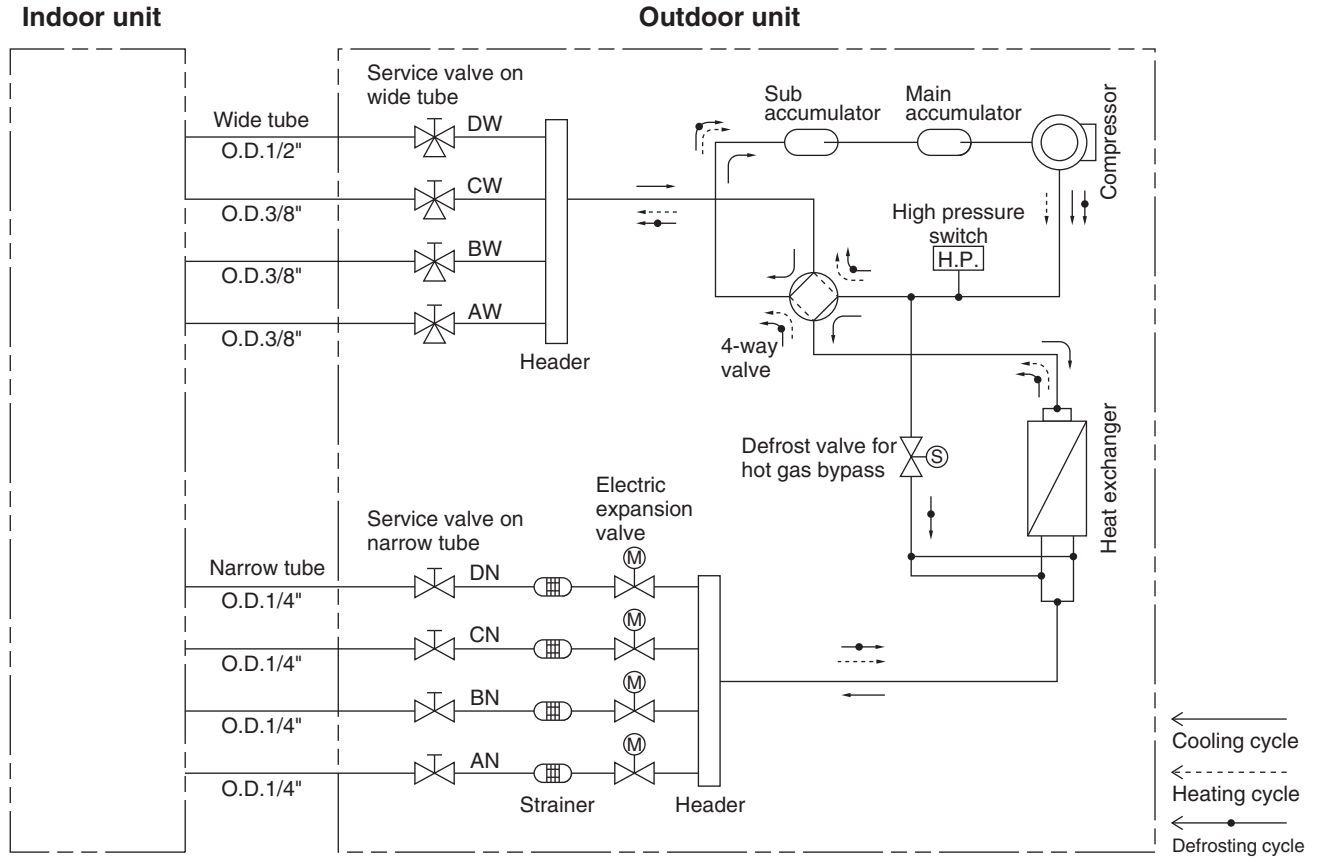 Indoor unit
Outdoor unit
Service valve on
wide tube
Wide tube
O.D.1/2"
DW
O.D.3/8"
CW
O.D.3/8"
BW
O.D.3/8"
AW
Header
Sub
accumulator
Main
accumulator
Compressor
High pressure
switch
H.P.
4-way
valve
Defrost valve for
hot gas bypass
S
Heat exchanger
Electric
expansion
valve
Service valve on
narrow tube
Narrow tube
O.D.1/4"
DN
M
O.D.1/4"
CN
M
O.D.1/4"
BN
M
O.D.1/4"
AN
M
Strainer
Header
Cooling cycle
Heating cycle
Defrosting cycle